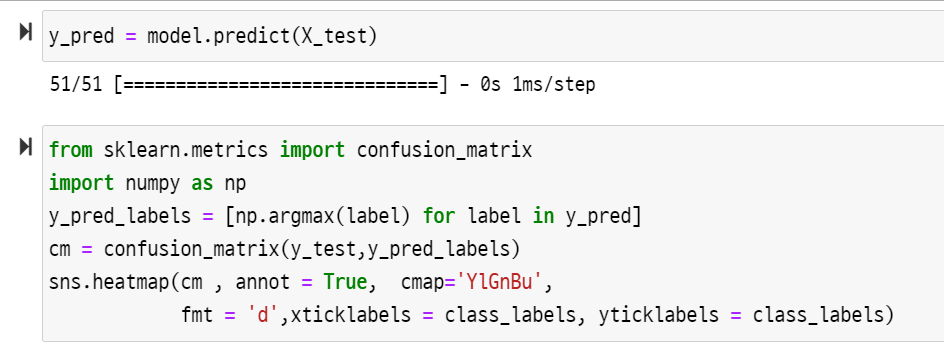 y_pred = model.predict(X_test)
51/51 [==============================] - 0s 1ms/step
from sklearn.metrics import confusion_matrix
import numpy as np
y_pred_labels = [np.argmax(label) for label in y_pred]
cm = confusion_matrix(y_test,y_pred_labels)
sns.heatmap(cm , annot = True,  cmap='YlGnBu',
            fmt = 'd',xticklabels = class_labels, yticklabels = class_labels)